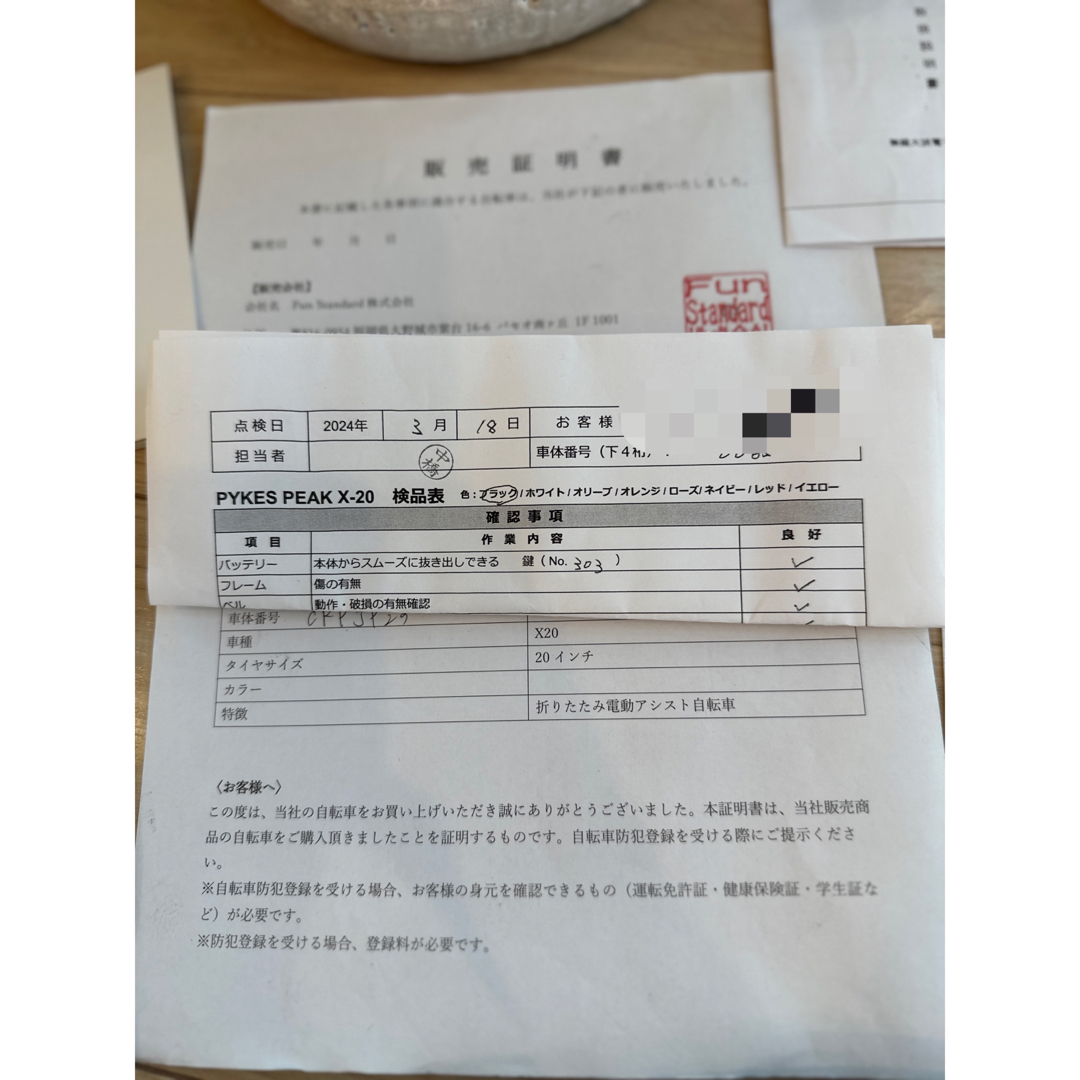 販売証明書
本書に記載した各事項に適合する自転車は、当社が下記の者に販売いたしました。
販売日 年 月 日
【販売会社】
会社名 Fun Standard 株式会社
Fun
Standard
点検日 2024年 3月 18日 お客様
担当者 中橋 車体番号（下4桁）：
PYKES PEAK X-20 検品表 色：ブラック/ホワイト/オリーブ/オレンジ/ローズ/ネイビー/レッド/イエロー
確認事項
項目 作業内容 良好
バッテリー 本体からスムーズに抜き出しできる 鍵（No. 303 ） ✓
フレーム 傷の有無 ✓
ベル 動作・破損の有無確認 ✓
車体番号
車種 X20
タイヤサイズ 20 インチ
カラー
特徴 折りたたみ電動アシスト自転車
〈お客様へ〉
この度は、当社の自転車をお買い上げいただき誠にありがとうございました。本証明書は、当社販売商
品の自転車をご購入頂きましたことを証明するものです。自転車防犯登録を受ける際にご提示くださ
い。
※自転車防犯登録を受ける場合、お客様の身元を確認できるもの（運転免許証・健康保険証・学生証な
ど）が必要です。
※防犯登録を受ける場合、登録料が必要です。